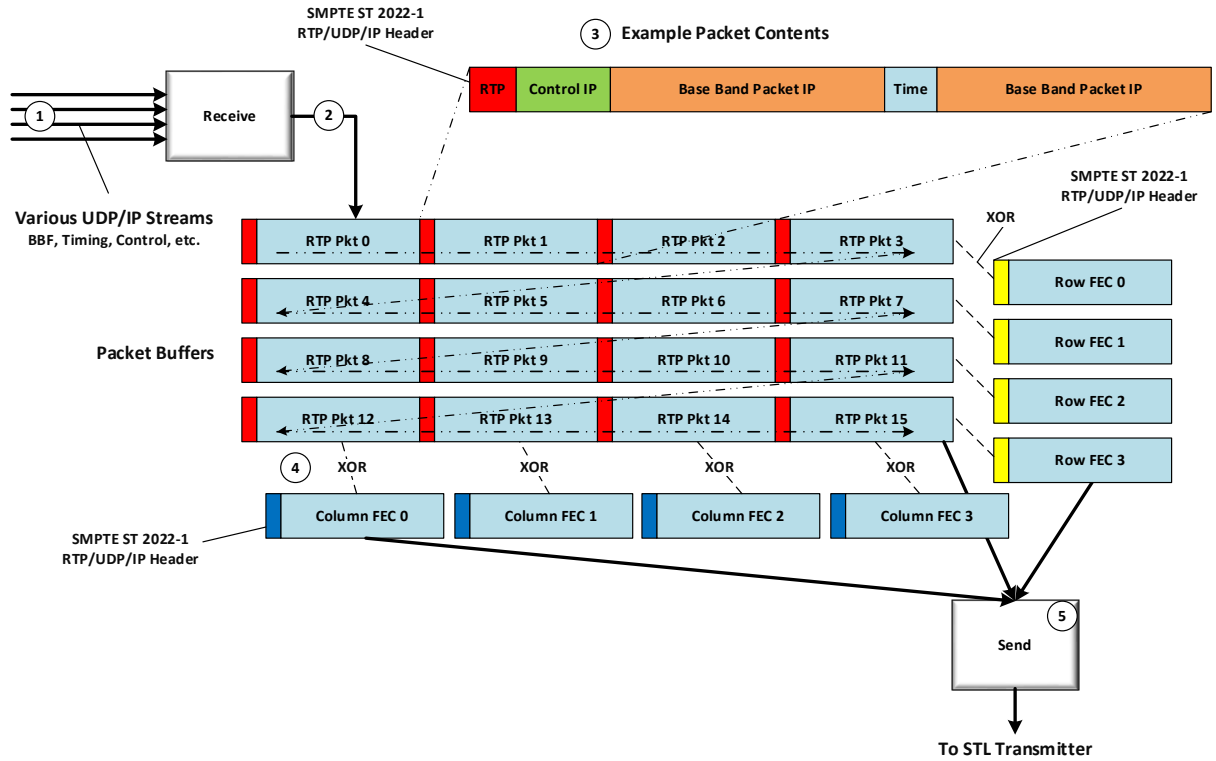 SMPTE ST 2022-1
RTP/UDP/IP Header
3 Example Packet Contents
RTP Control IP Base Band Packet IP Time Base Band Packet IP
1 Receive 2
Various UDP/IP Streams
BBF, Timing, Control, etc.
SMPTE ST 2022-1
RTP/UDP/IP Header
XOR
RTP Pkt 0 RTP Pkt 1 RTP Pkt 2 RTP Pkt 3
Row FEC 0
RTP Pkt 4 RTP Pkt 5 RTP Pkt 6 RTP Pkt 7
Row FEC 1
Packet Buffers
RTP Pkt 8 RTP Pkt 9 RTP Pkt 10 RTP Pkt 11
Row FEC 2
RTP Pkt 12 RTP Pkt 13 RTP Pkt 14 RTP Pkt 15
Row FEC 3
4 XOR XOR XOR XOR
Column FEC 0 Column FEC 1 Column FEC 2 Column FEC 3
SMPTE ST 2022-1
RTP/UDP/IP Header
5
Send
To STL Transmitter